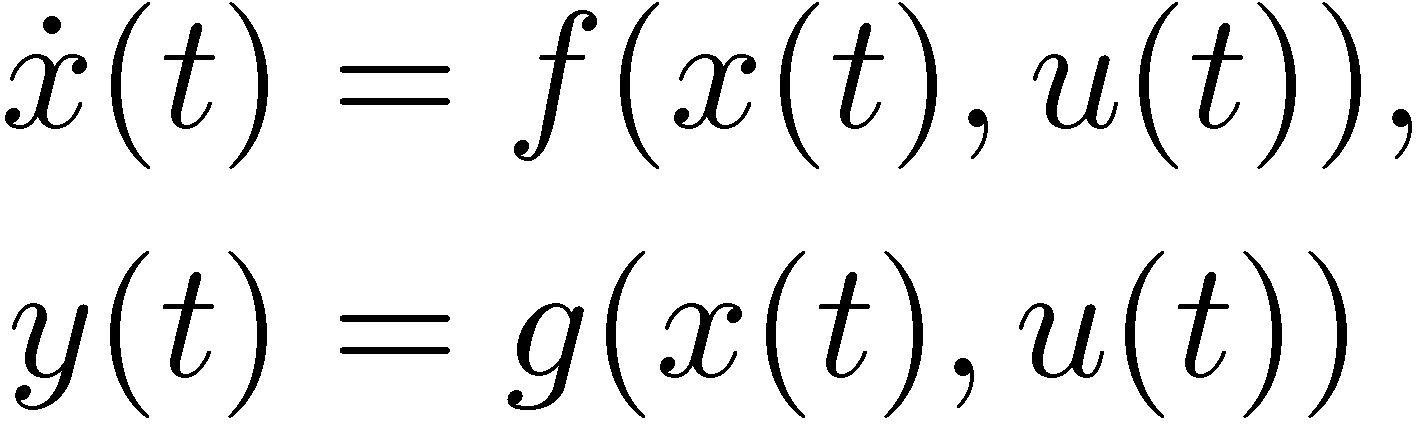 ẋ(t) = f(x(t), u(t)),
y(t) = g(x(t), u(t))